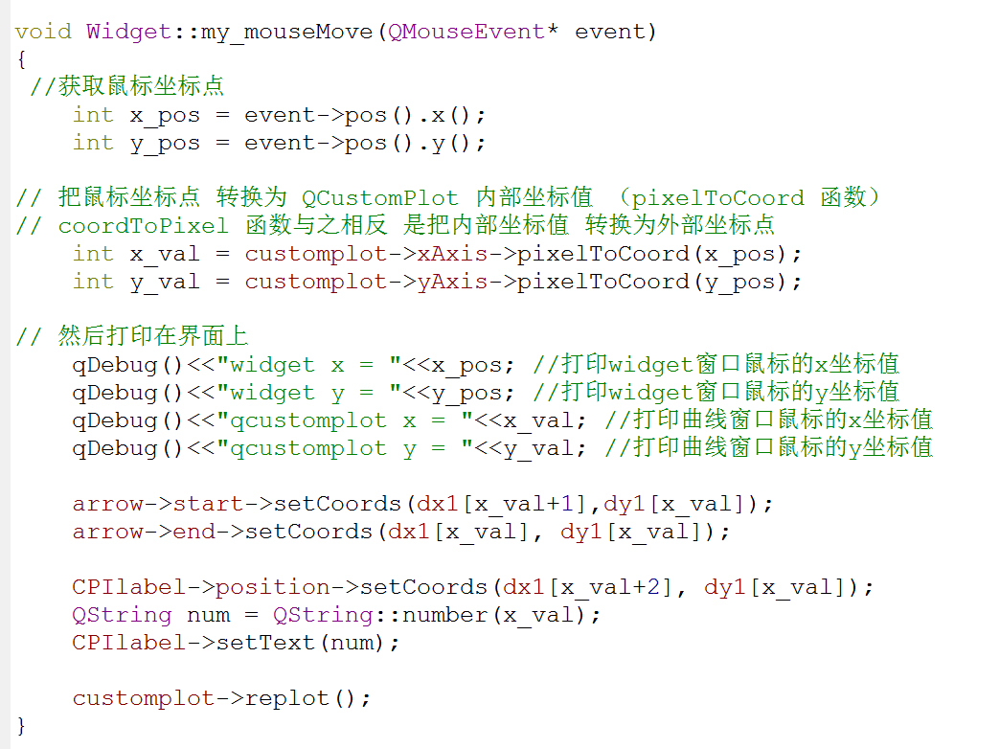 void Widget::my_mouseMove(QMouseEvent* event)
{
//获取鼠标坐标点
int x_pos = event->pos().x();
int y_pos = event->pos().y();
// 把鼠标坐标点 转换为 QCustomPlot 内部坐标值 （pixelToCoord 函数）
// coordToPixel 函数与之相反 是把内部坐标值 转换为外部坐标点
int x_val = customplot->xAxis->pixelToCoord(x_pos);
int y_val = customplot->yAxis->pixelToCoord(y_pos);
// 然后打印在界面上
qDebug()<<"widget x = "<<x_pos; //打印widget窗口鼠标的x坐标值
qDebug()<<"widget y = "<<y_pos; //打印widget窗口鼠标的y坐标值
qDebug()<<"qcustomplot x = "<<x_val; //打印曲线窗口鼠标的x坐标值
qDebug()<<"qcustomplot y = "<<y_val; //打印曲线窗口鼠标的y坐标值
arrow->start->setCoords(dx1[x_val+1],dy1[x_val]);
arrow->end->setCoords(dx1[x_val], dy1[x_val]);
CPIlabel->position->setCoords(dx1[x_val+2], dy1[x_val]);
QString num = QString::number(x_val);
CPIlabel->setText(num);
customplot->replot();
}